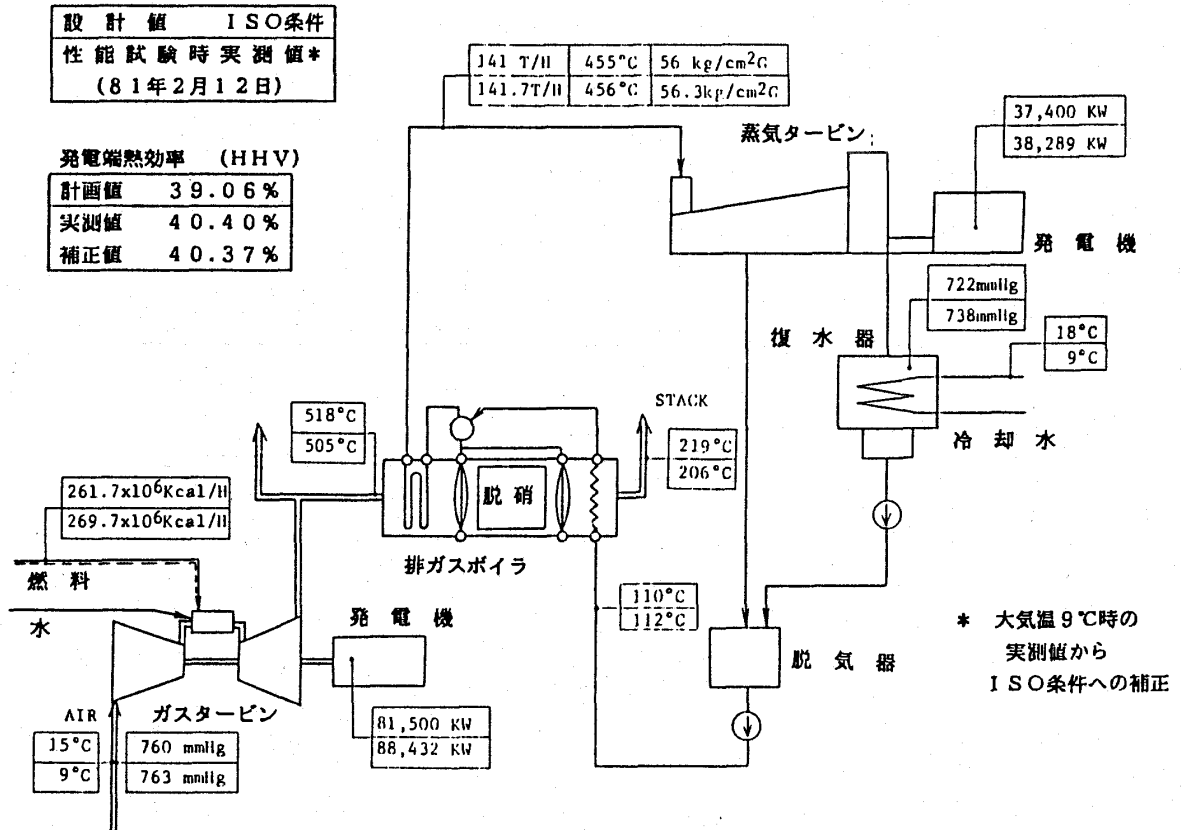 設計値 ISO条件
性能試験時実測値*
(81年2月12日)
141 T/H 455°C 56 kg/cm²G
141.7T/H 456°C 56.3kg/cm²G
発電端熱効率 (HHV)
計画値 39.06%
実測値 40.40%
補正値 40.37%
蒸気タービン
37,400 KW
38,289 KW
発電機
722mmHg
738mmHg
復水器
18°C
9°C
冷却水
518°C
505°C
STACK
219°C
206°C
脱硝
排ガスボイラ
261.7x10⁶Kcal/H
269.7x10⁶Kcal/H
燃料
水
発電機
110°C
112°C
脱気器
* 大気温9℃時の
実測値から
ISO条件への補正
AIR
ガスタービン
15°C
9°C
760 mmHg
763 mmHg
81,500 KW
88,432 KW